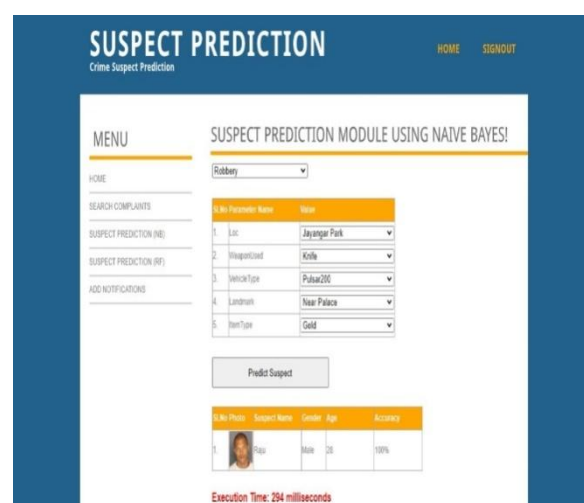 SUSPECT PREDICTION
Crime Suspect Prediction
HOME SIGNOUT
MENU
HOME
SEARCH COMPLAINTS
SUSPECT PREDICTION (NB)
SUSPECT PREDICTION (RF)
ADD NOTIFICATIONS
SUSPECT PREDICTION MODULE USING NAIVE BAYES!
Robbery
SL.No Parameter Name Value
1. Loc Jayangar Park
2. WeaponUsed Knife
3. VehicleType Pulsar200
4. Landmark Near Palace
5. ItemType Gold
Predict Suspect
SL.No Photo Suspect Name Gender Age Accuracy
1. Raju Male 28 100%
Execution Time: 294 milliseconds